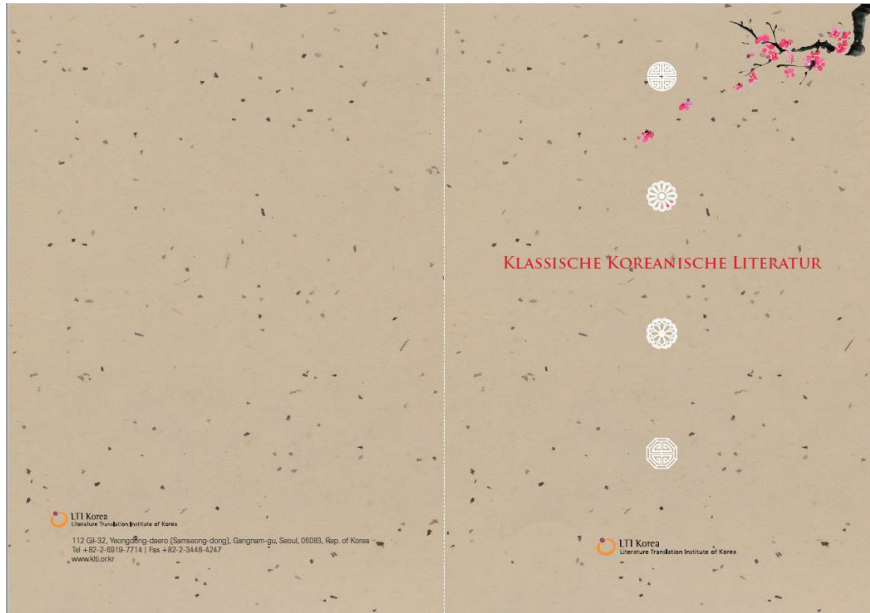 LTI Korea
Literature Translation Institute of Korea
112 Gil-32, Yeongdong-daero (Samseong-dong), Gangnam-gu, Seoul, 06083, Rep. of Korea
Tel +82-2-6919-7714 | Fax +82-2-3448-4247
www.klti.or.kr
KLASSISCHE KOREANISCHE LITERATUR
LTI Korea
Literature Translation Institute of Korea